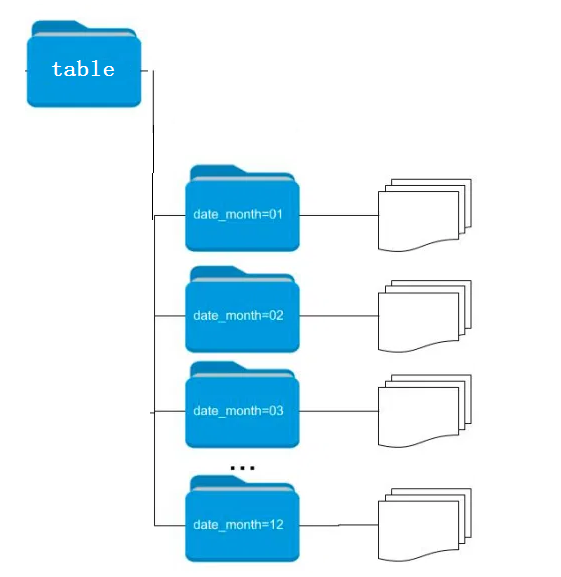 table
date_month=01
date_month=02
date_month=03
...
date_month=12